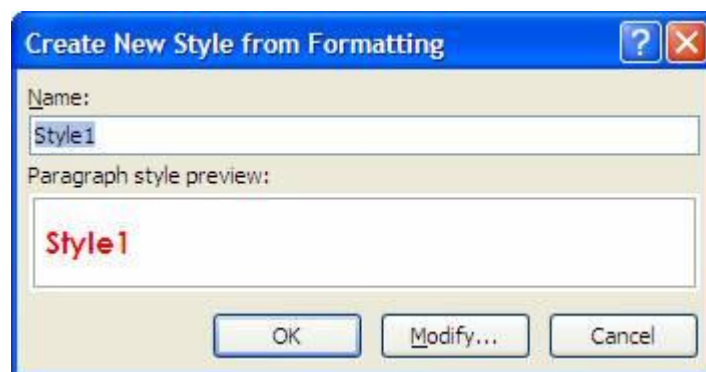 Create New Style from Formatting
Name:
Style1
Paragraph style preview:
Style1
OK Modify... Cancel